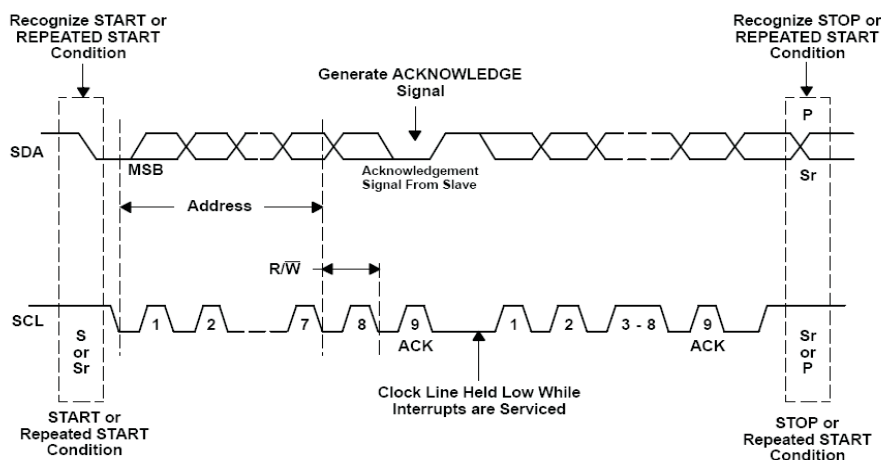 Recognize START or
REPEATED START
Condition
Recognize STOP or
REPEATED START
Condition
Generate ACKNOWLEDGE
Signal
P
SDA
MSB
Acknowledgement
Signal From Slave
Sr
Address
R/W̅
SCL
S
or
Sr
1
2
7
8
9
ACK
1
2
3 - 8
9
ACK
Sr
or
P
Clock Line Held Low While
Interrupts are Serviced
START or
Repeated START
Condition
STOP or
Repeated START
Condition